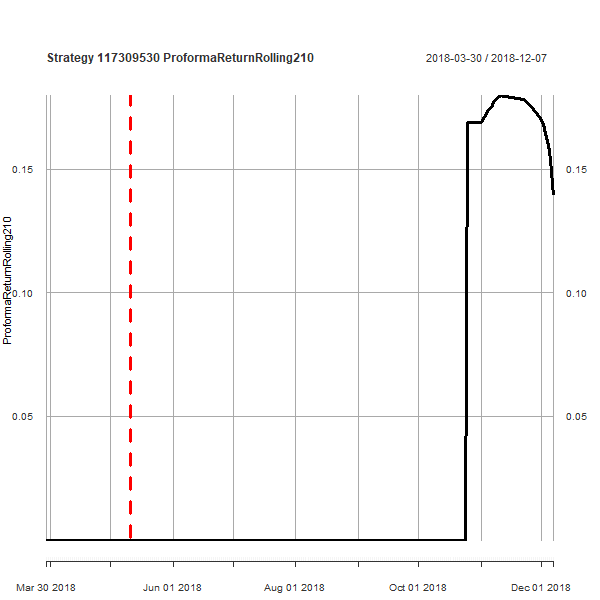 Strategy 117309530 ProformaReturnRolling210
2018-03-30 / 2018-12-07
ProformaReturnRolling210
0.15
0.10
0.05
0.15
0.10
0.05
Mar 30 2018
Jun 01 2018
Aug 01 2018
Oct 01 2018
Dec 01 2018